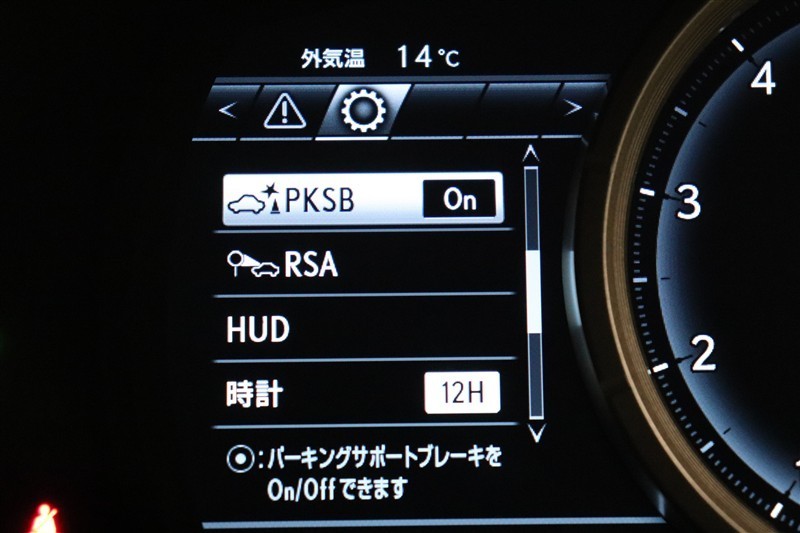 外気温 14℃
< >
PKSB On
RSA
HUD
時計 12H
⦿:パーキングサポートブレーキを
On/Offできます
4
3
2